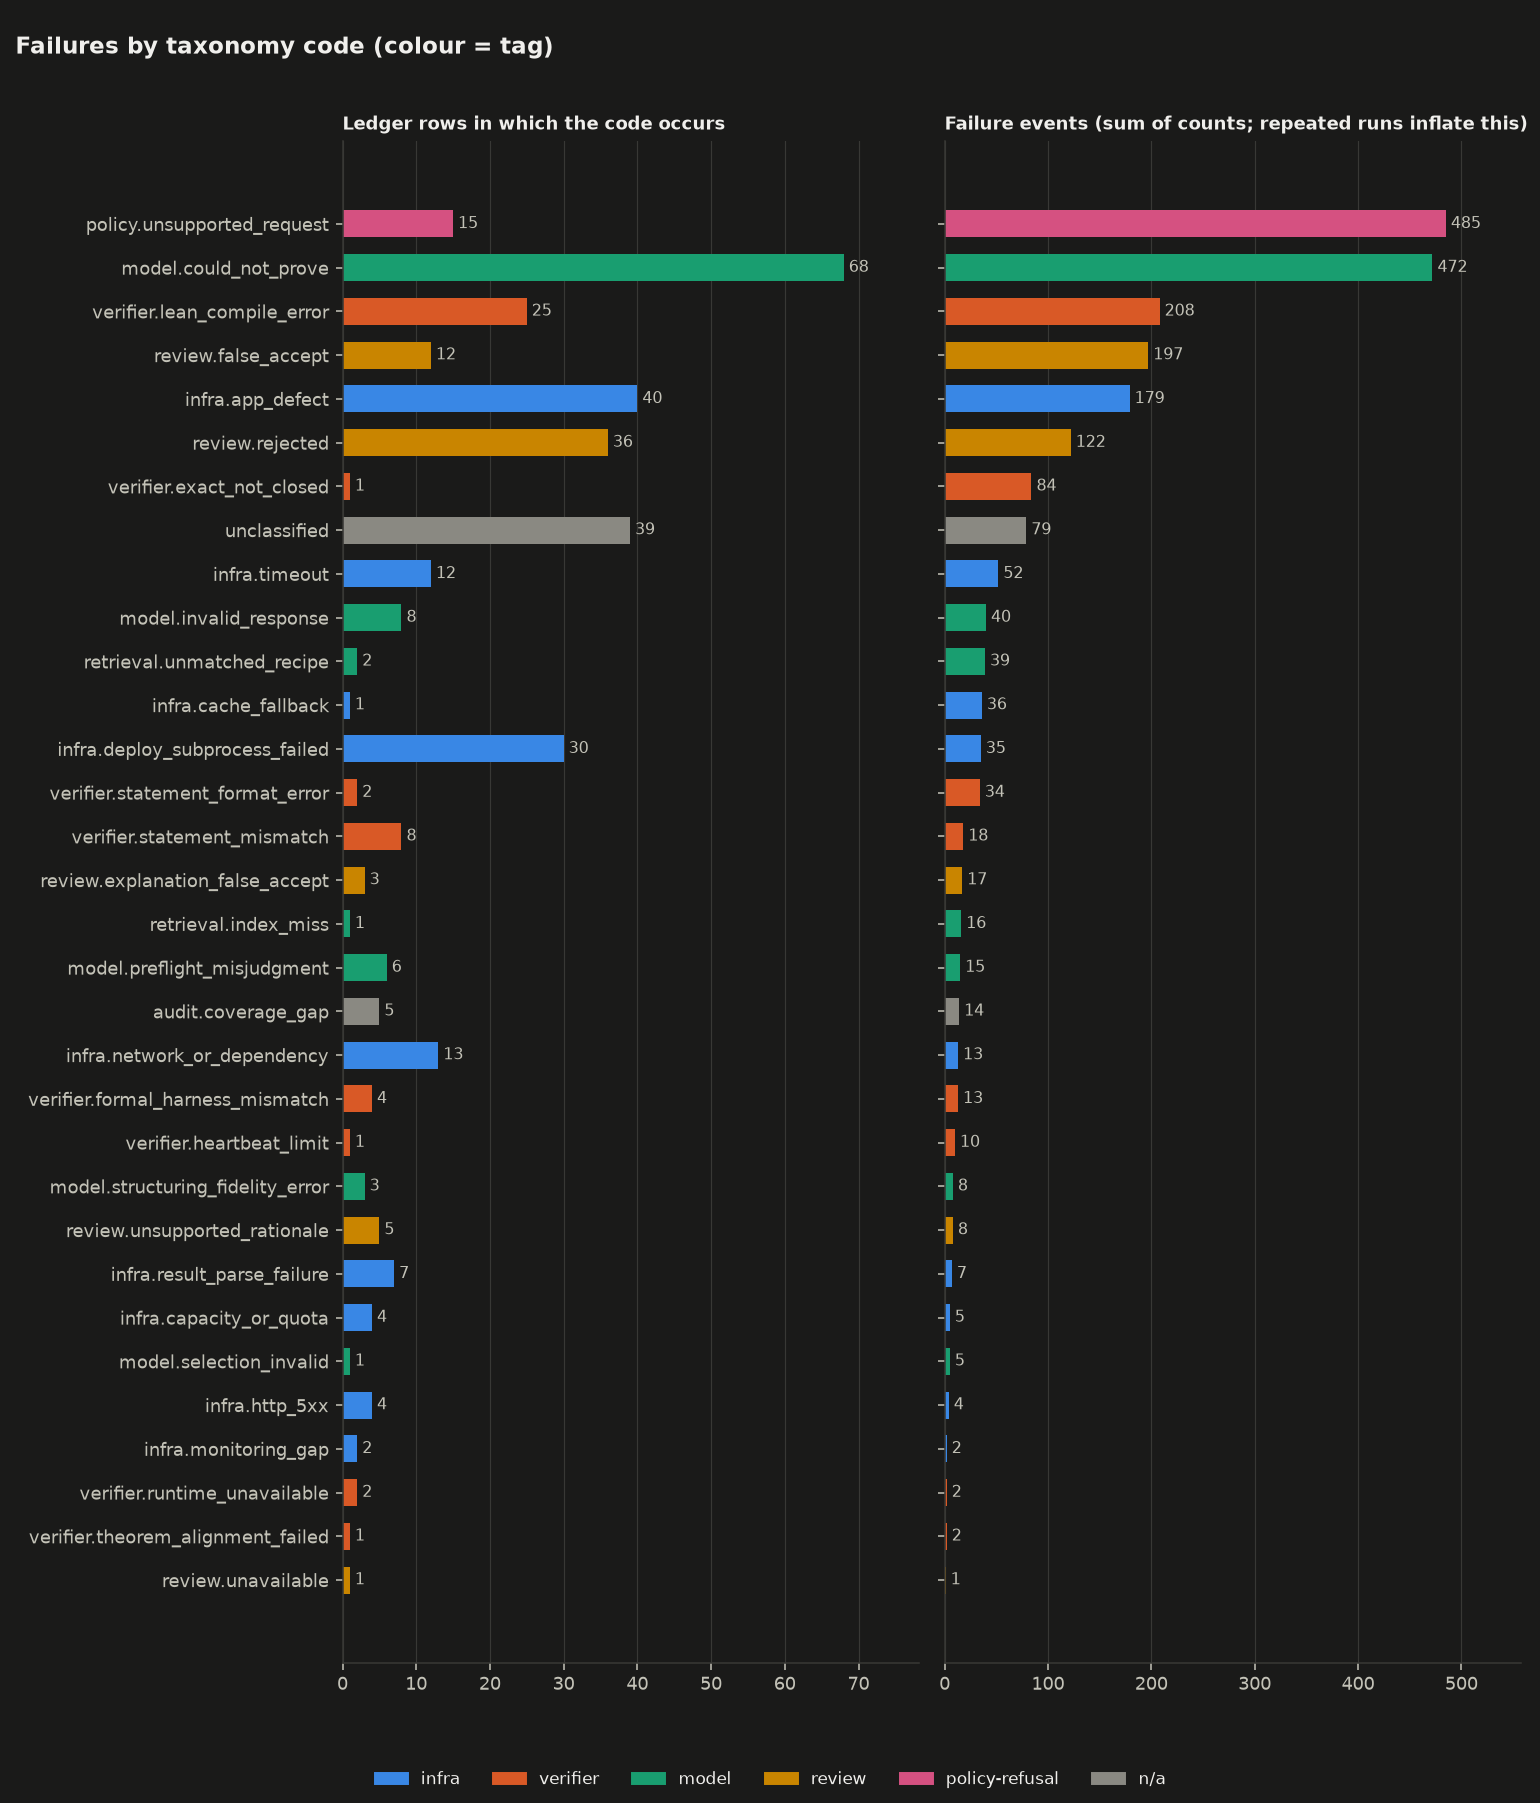 Failures by taxonomy code (colour = tag)
Ledger rows in which the code occurs
Failure events (sum of counts; repeated runs inflate this)
policy.unsupported_request 15 485
model.could_not_prove 68 472
verifier.lean_compile_error 25 208
review.false_accept 12 197
infra.app_defect 40 179
review.rejected 36 122
verifier.exact_not_closed 1 84
unclassified 39 79
infra.timeout 12 52
model.invalid_response 8 40
retrieval.unmatched_recipe 2 39
infra.cache_fallback 1 36
infra.deploy_subprocess_failed 30 35
verifier.statement_format_error 2 34
verifier.statement_mismatch 8 18
review.explanation_false_accept 3 17
retrieval.index_miss 1 16
model.preflight_misjudgment 6 15
audit.coverage_gap 5 14
infra.network_or_dependency 13 13
verifier.formal_harness_mismatch 4 13
verifier.heartbeat_limit 1 10
model.structuring_fidelity_error 3 8
review.unsupported_rationale 5 8
infra.result_parse_failure 7 7
infra.capacity_or_quota 4 5
model.selection_invalid 1 5
infra.http_5xx 4 4
infra.monitoring_gap 2 2
verifier.runtime_unavailable 2 2
verifier.theorem_alignment_failed 1 2
review.unavailable 1 1
0 10 20 30 40 50 60 70
0 100 200 300 400 500
infra verifier model review policy-refusal n/a